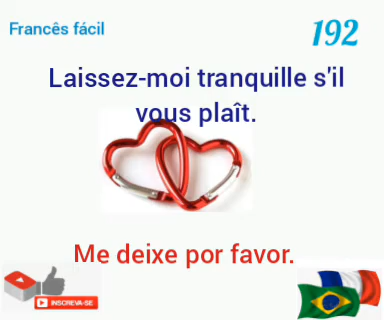 Francês fácil
192
Laissez-moi tranquille s'il
vous plaît.
Me deixe por favor.
INSCREVA-SE